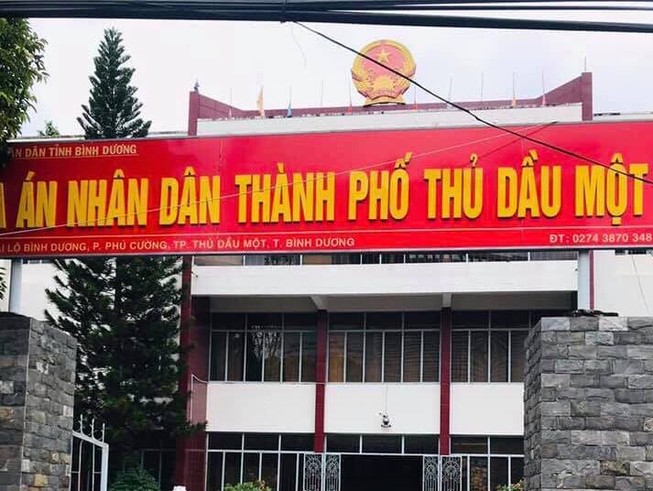 ÂN DÂN TỈNH BÌNH DƯƠNG
A ÁN NHÂN DÂN THÀNH PHỐ THỦ DẦU MỘT
LỘ BÌNH DƯƠNG, P. PHÚ CƯỜNG, TP. THỦ DẦU MỘT, T. BÌNH DƯƠNG
ĐT: 0274 3870 348